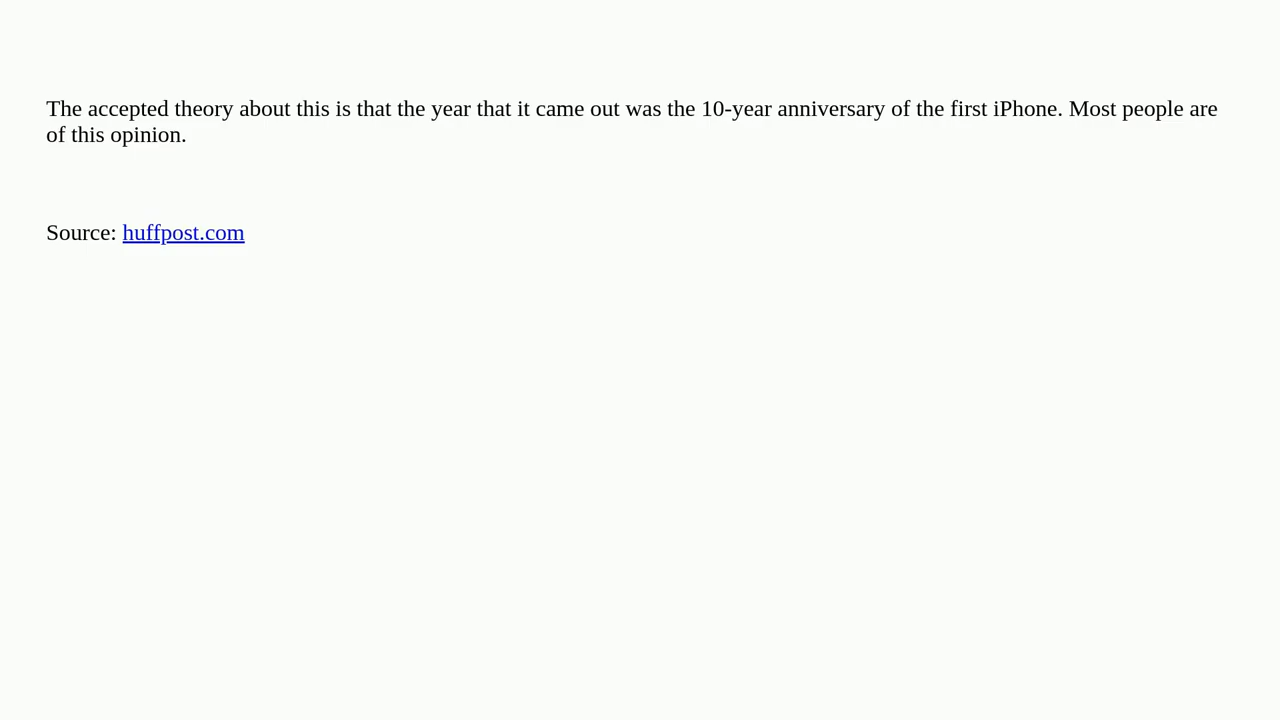 The accepted theory about this is that the year that it came out was the 10-year anniversary of the first iPhone. Most people are
of this opinion.
Source: huffpost.com